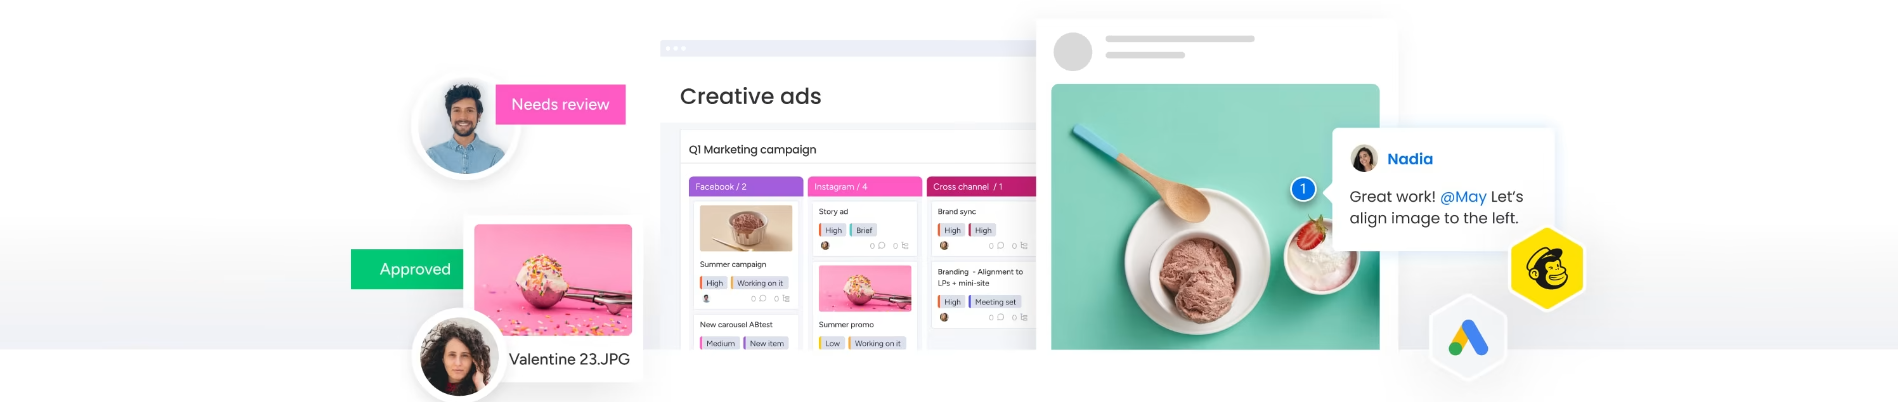 Needs review
Approved
Valentine 23.JPG
Creative ads
Q1 Marketing campaign
Facebook / 2
Summer campaign
High
Working on it
0
0
New carousel ABtest
Medium
New item
Instagram / 4
Story ad
High
Brief
0
0
Summer promo
Low
Working on it
Cross channel / 1
Brand sync
High
High
0
0
Branding - Alignment to
LPs + mini-site
High
Meeting set
0
0
1
Nadia
Great work! @May Let's
align image to the left.